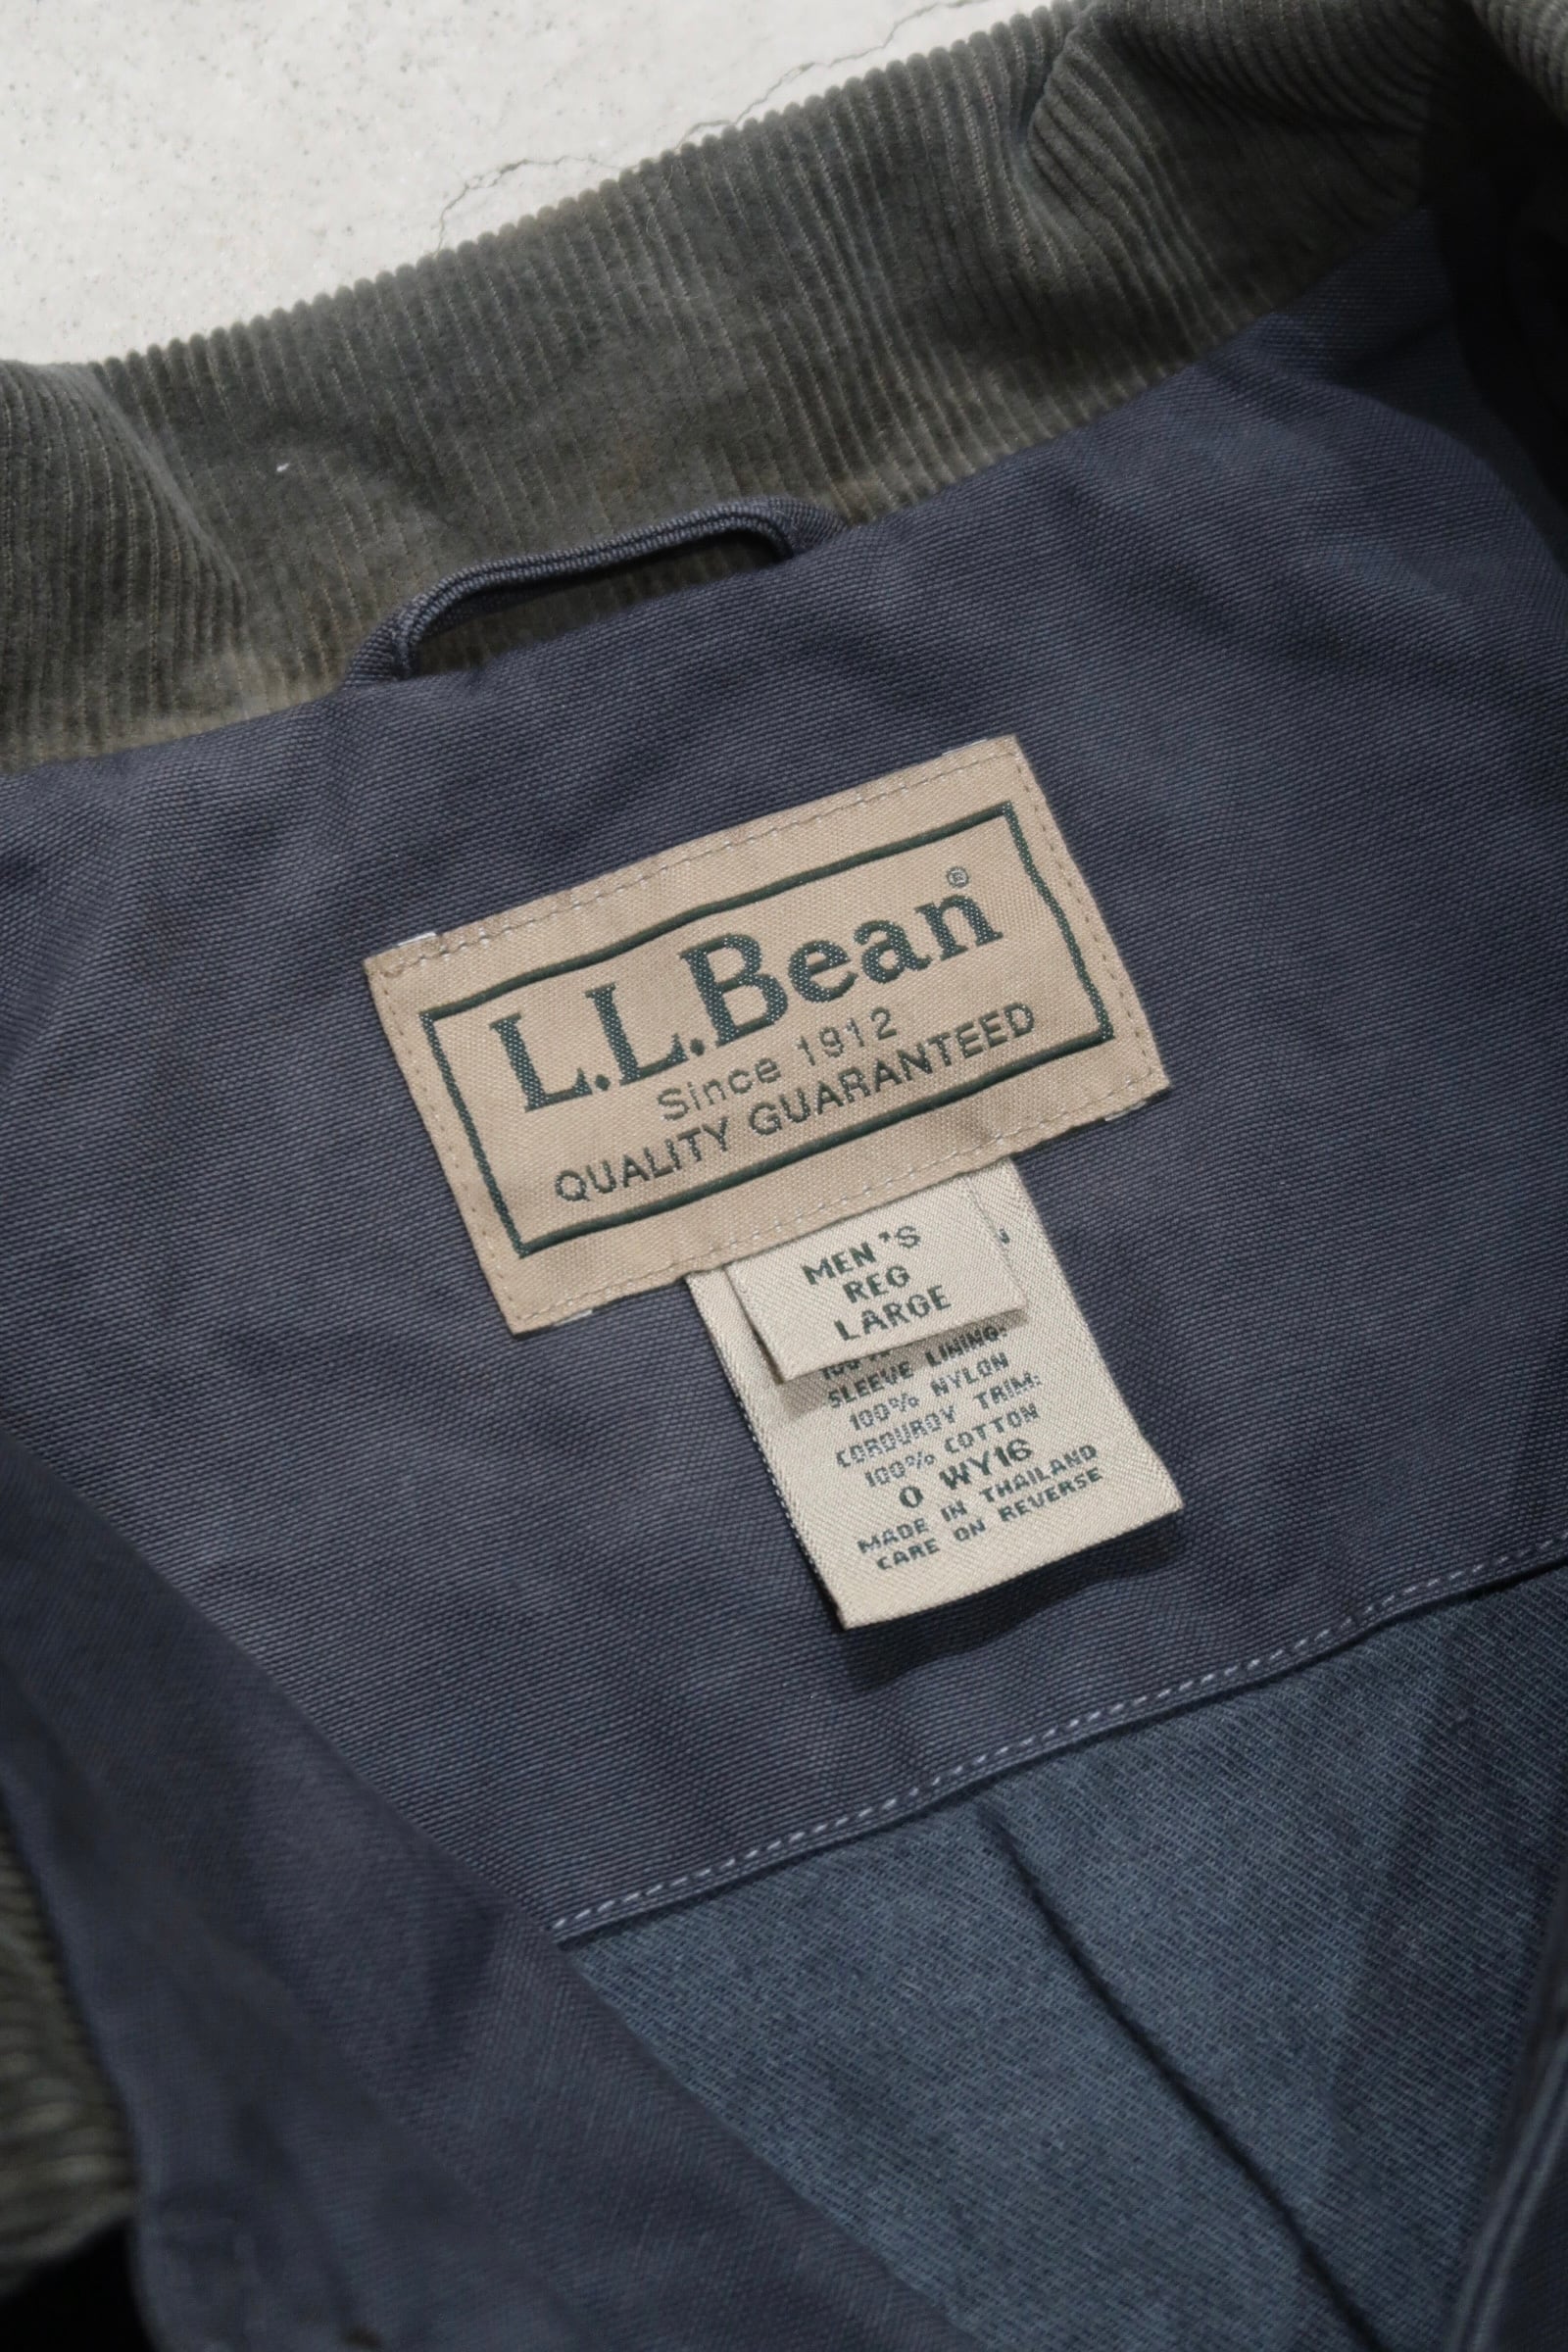 L.L.Bean®
Since 1912
QUALITY GUARANTEED
MEN'S
REG
LARGE
SLEEVE LINING:
100% NYLON
CORDUROY TRIM:
100% COTTON
0 WY16
MADE IN THAILAND
CARE ON REVERSE